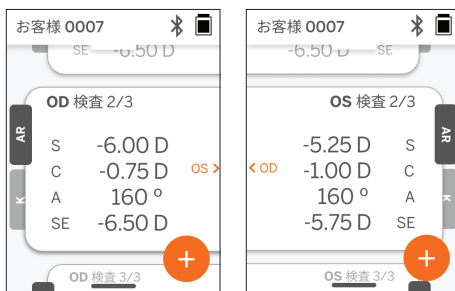 お客様 0007
SE -6.50 D
OD 検査 2/3
AR
K
S -6.00 D
C -0.75 D
OS >
A 160 º
SE -6.50 D
+
OD 検査 3/3
お客様 0007
-6.50 D SE
OS 検査 2/3
AR
K
-5.25 D S
< OD
-1.00 D C
160 º A
-5.75 D SE
+
OS 検査 3/3